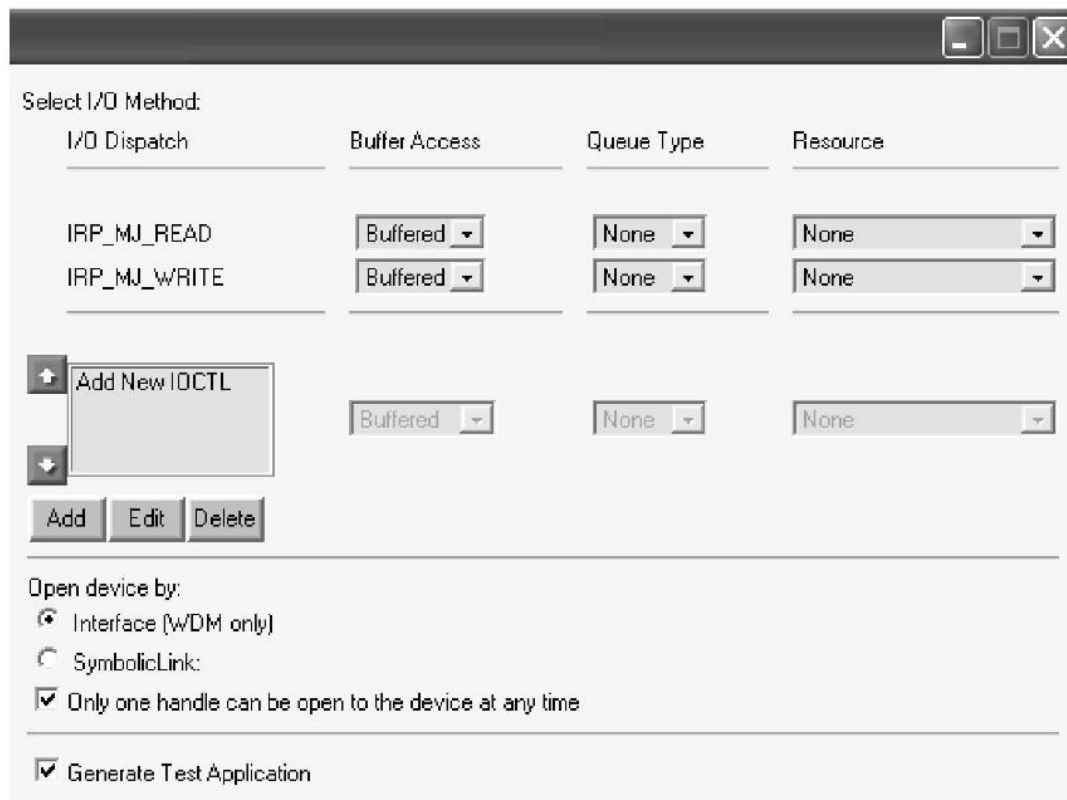 Select I/O Method:
I/O Dispatch Buffer Access Queue Type Resource
IRP_MJ_READ Buffered None None
IRP_MJ_WRITE Buffered None None
Add New IOCTL
Buffered None None
Add Edit Delete
Open device by:
Interface (WDM only)
SymbolicLink:
Only one handle can be open to the device at any time
Generate Test Application